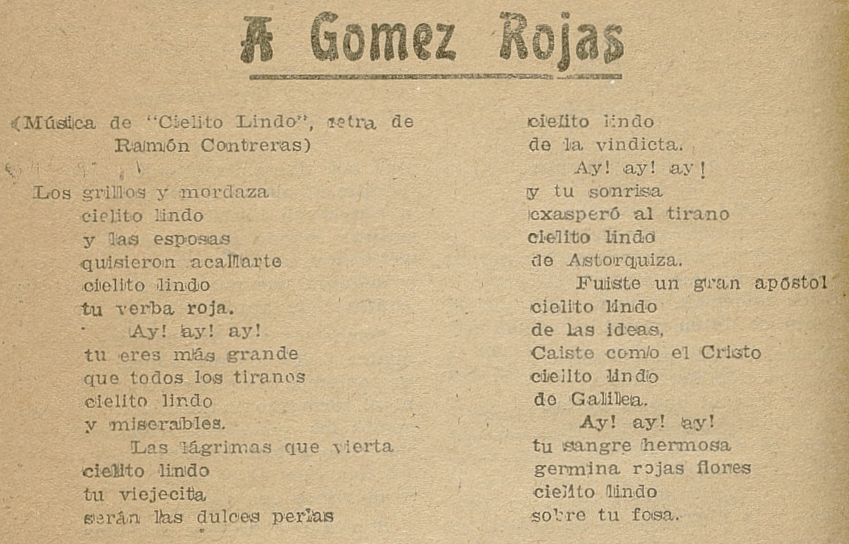 A Gomez Rojas
(Música de "Cielito Lindo", letra de
Ramón Contreras)
Los grillos y mordaza
cielito lindo
y las esposas
quisieron acallarte
cielito lindo
tu verba roja.
Ay! ay! ay!
tu eres más grande
que todos los tiranos
cielito lindo
y miserables.
Las lágrimas que vierta
cielito lindo
tu viejecita
serán las dulces perlas
cielito lindo
de la vindicta.
Ay! ay! ay!
y tu sonrisa
exasperó al tirano
cielito lindo
de Astorquiza.
Fuiste un gran apóstol
cielito lindo
de las ideas,
Caiste como el Cristo
cielito lindo
de Galilea.
Ay! ay! ay!
tu sangre hermosa
germina rojas flores
cielito lindo
sobre tu fosa.